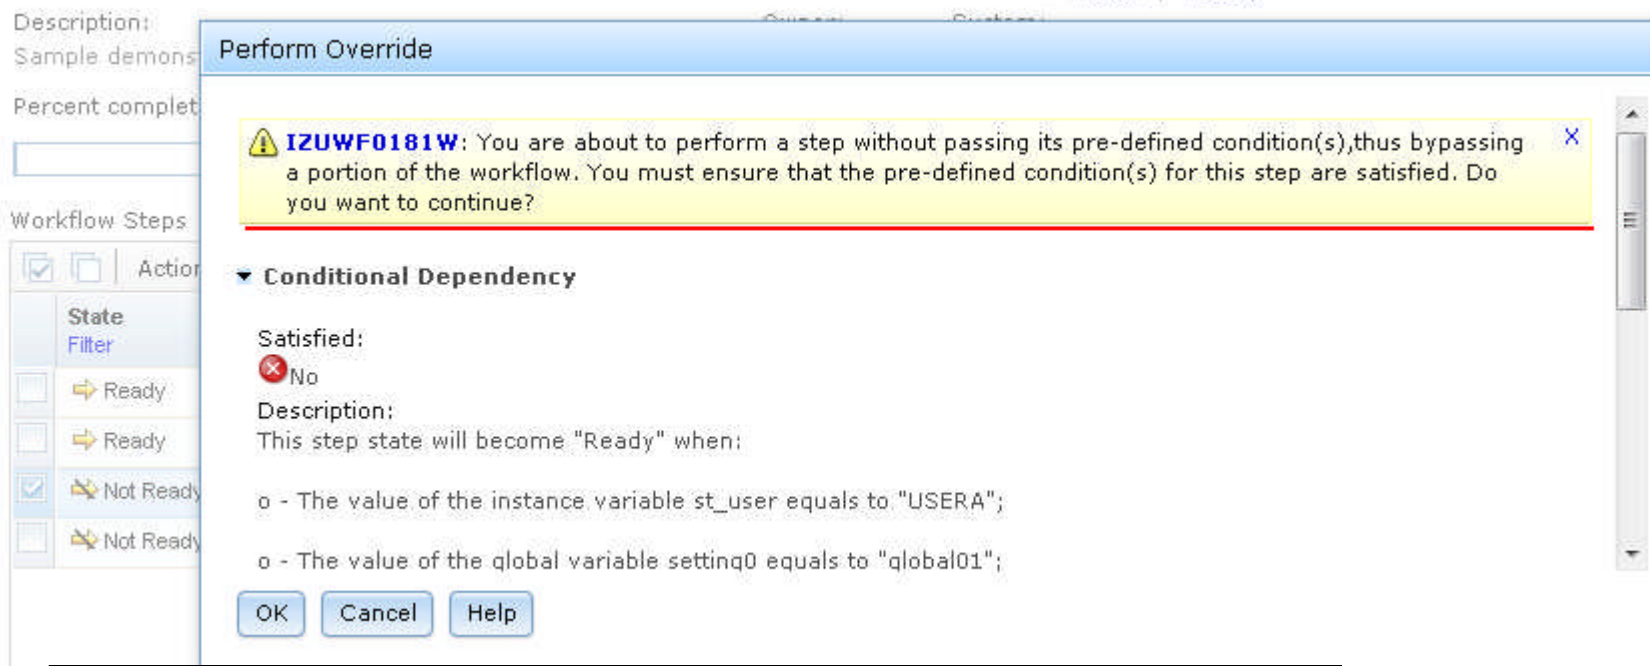 Description:
Sample demons
Perform Override
Percent complet
IZUWF0181W: You are about to perform a step without passing its pre-defined condition(s),thus bypassing
a portion of the workflow. You must ensure that the pre-defined condition(s) for this step are satisfied. Do
you want to continue?
X
Workflow Steps
Action
Conditional Dependency
State
Filter
Satisfied:
No
Ready
Description:
This step state will become "Ready" when:
Ready
Not Ready
o - The value of the instance variable st_user equals to "USERA";
Not Ready
o - The value of the global variable setting0 equals to "global01";
OK
Cancel
Help